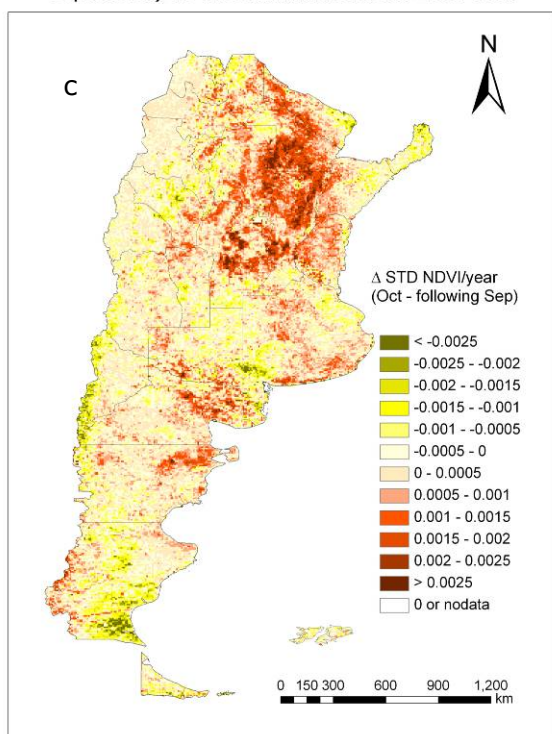 C
N
Δ STD NDVI/year
(Oct - following Sep)
< -0.0025
-0.0025 - -0.002
-0.002 - -0.0015
-0.0015 - -0.001
-0.001 - -0.0005
-0.0005 - 0
0 - 0.0005
0.0005 - 0.001
0.001 - 0.0015
0.0015 - 0.002
0.002 - 0.0025
> 0.0025
0 or nodata
0 150 300 600 900 1,200
km